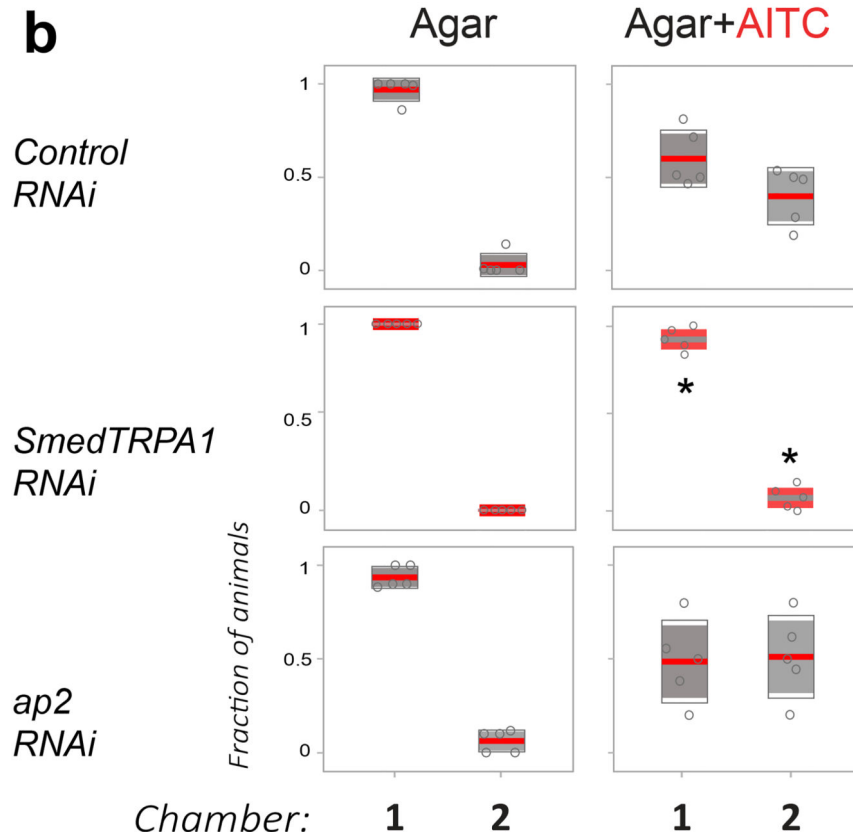 b
Agar
Agar+AITC
Control
RNAi
1
0.5
0
SmedTRPA1
RNAi
1
0.5
0
*
*
ap2
RNAi
Fraction of animals
1
0.5
0
Chamber: 1 2 1 2